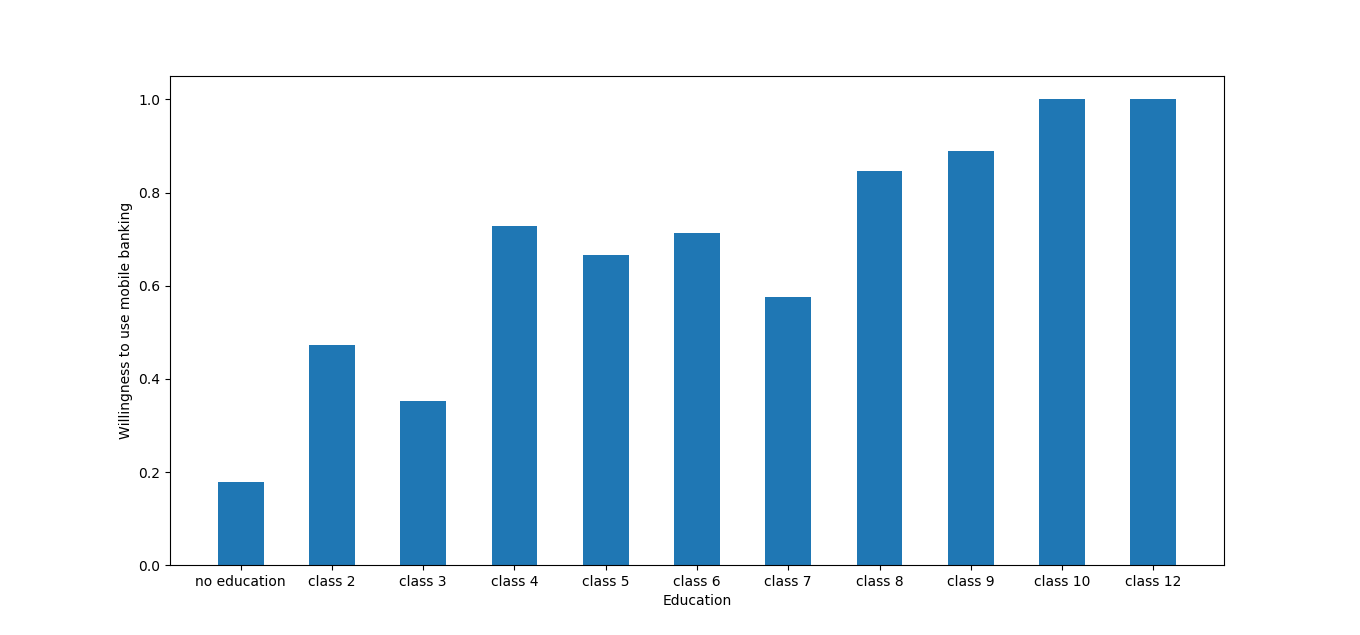 Willingness to use mobile banking
1.0
0.8
0.6
0.4
0.2
0.0
no education class 2 class 3 class 4 class 5 class 6 class 7 class 8 class 9 class 10 class 12
Education